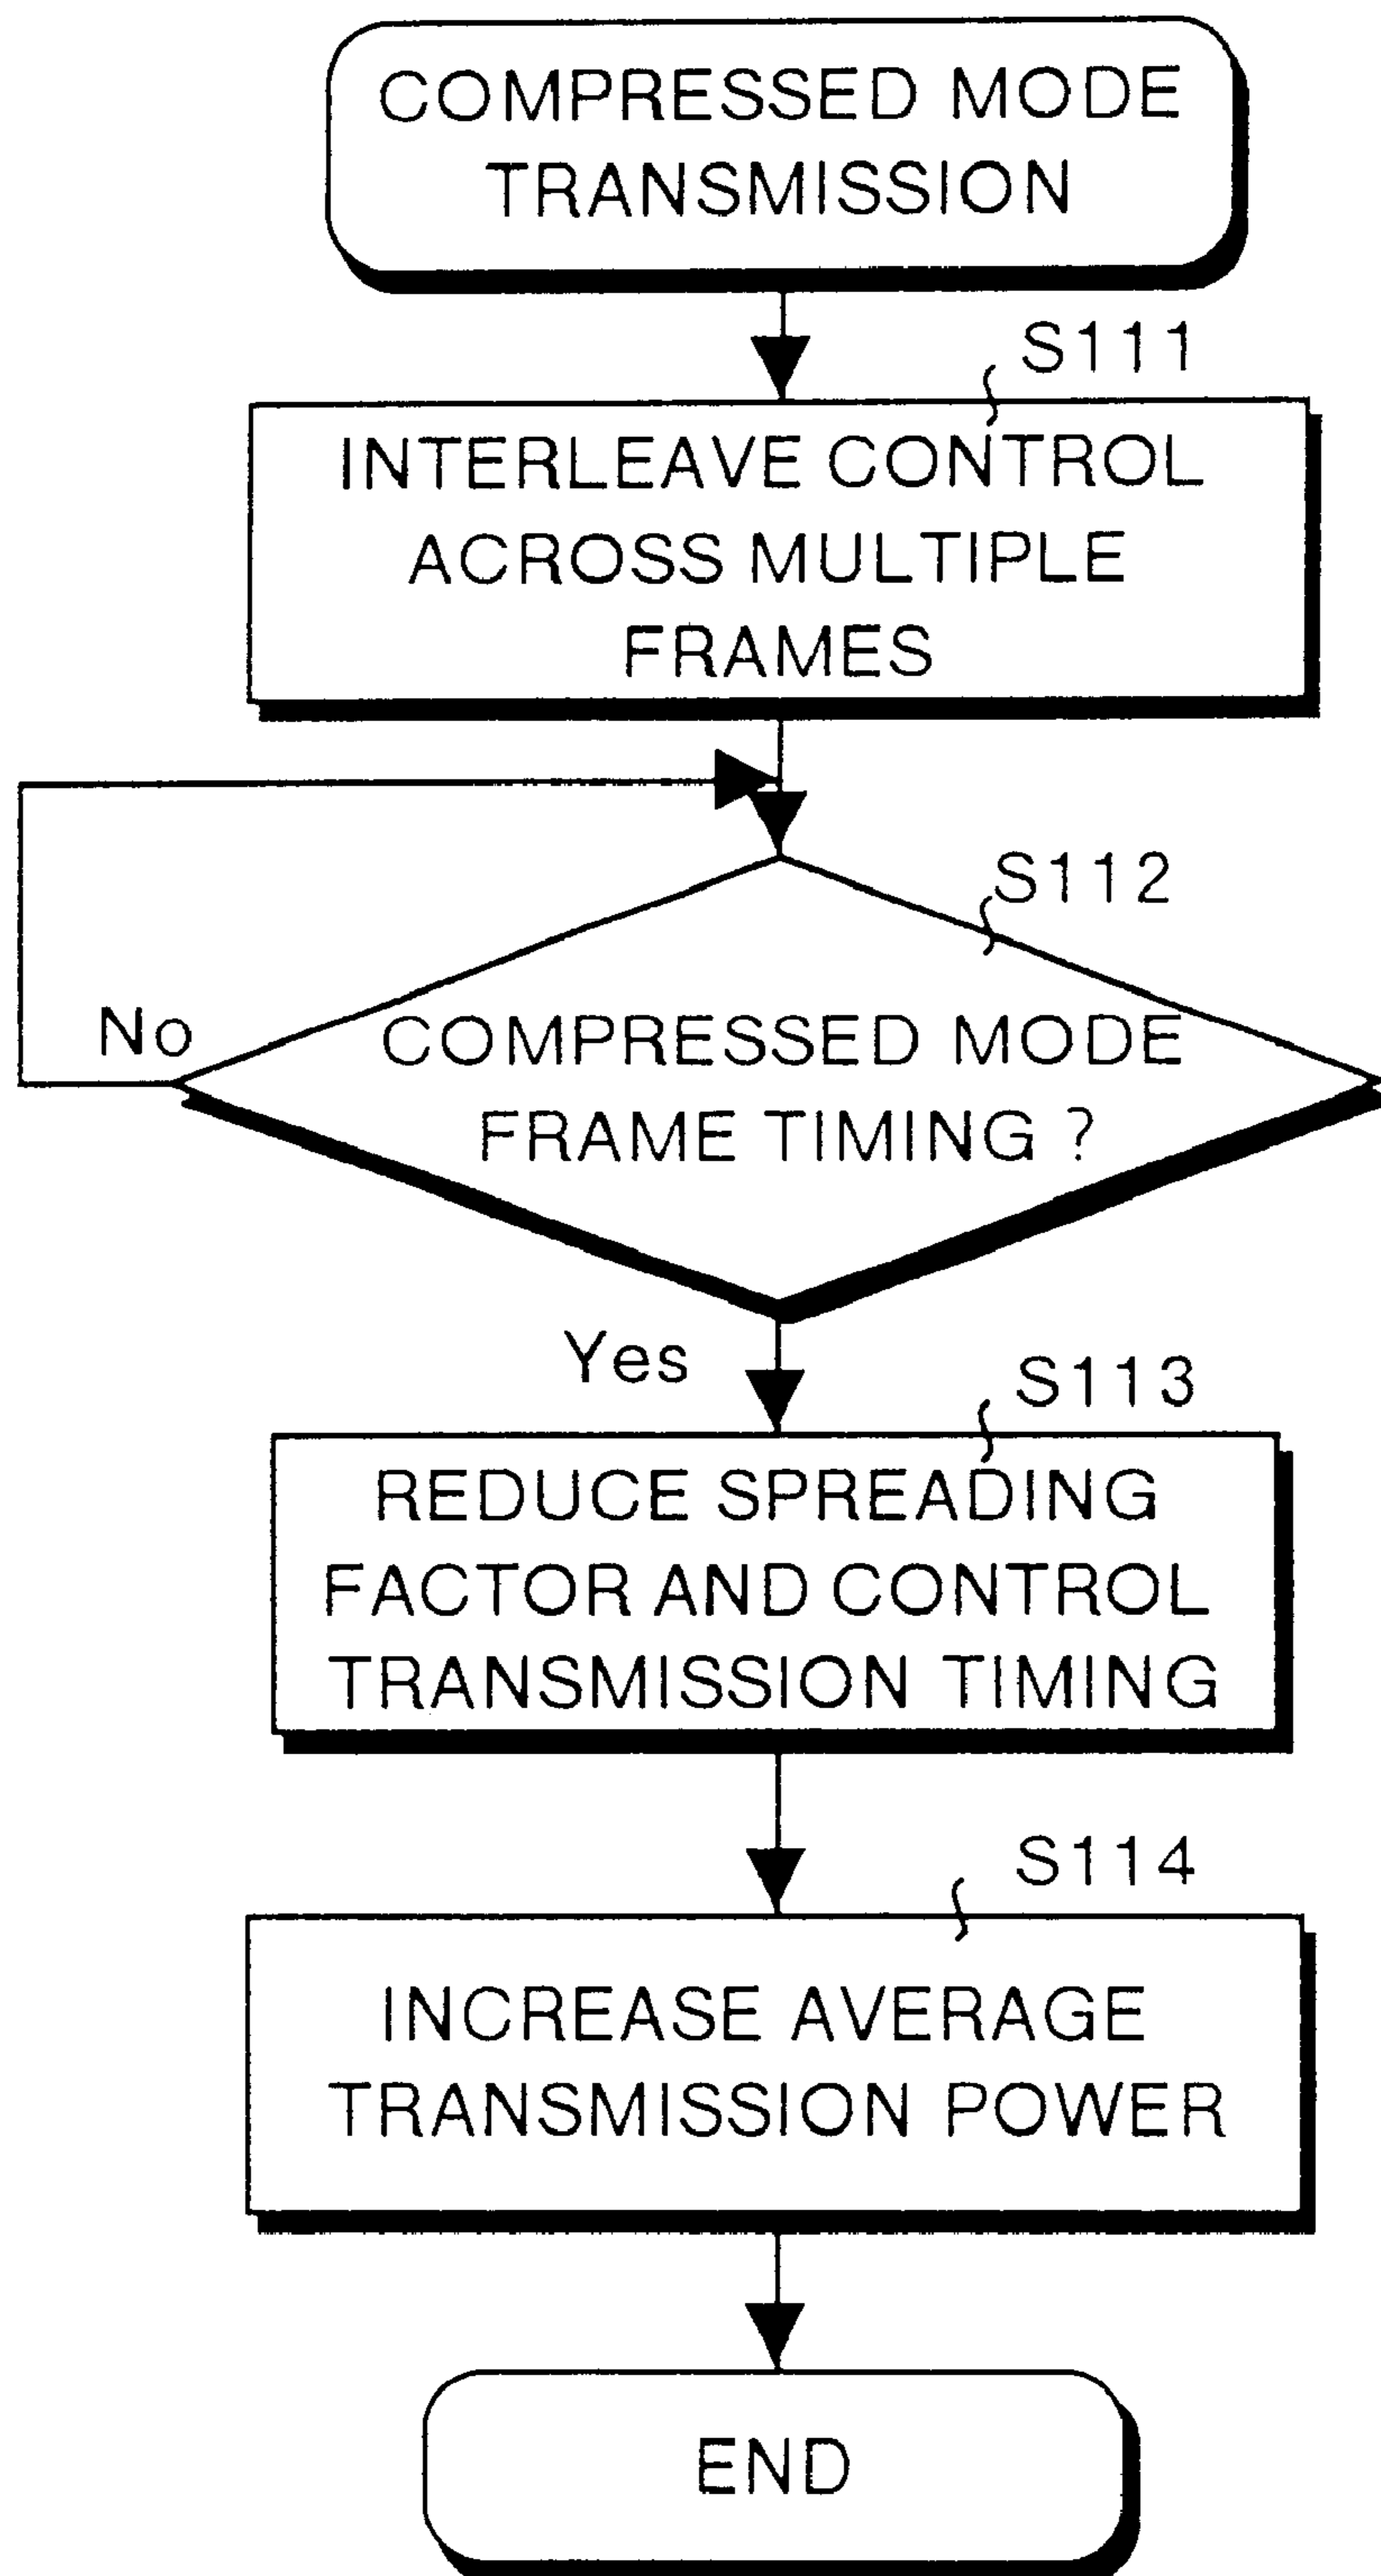 COMPRESSED MODE
TRANSMISSION
S111
INTERLEAVE CONTROL
ACROSS MULTIPLE
FRAMES
S112
No
COMPRESSED MODE
FRAME TIMING ?
Yes
S113
REDUCE SPREADING
FACTOR AND CONTROL
TRANSMISSION TIMING
S114
INCREASE AVERAGE
TRANSMISSION POWER
END